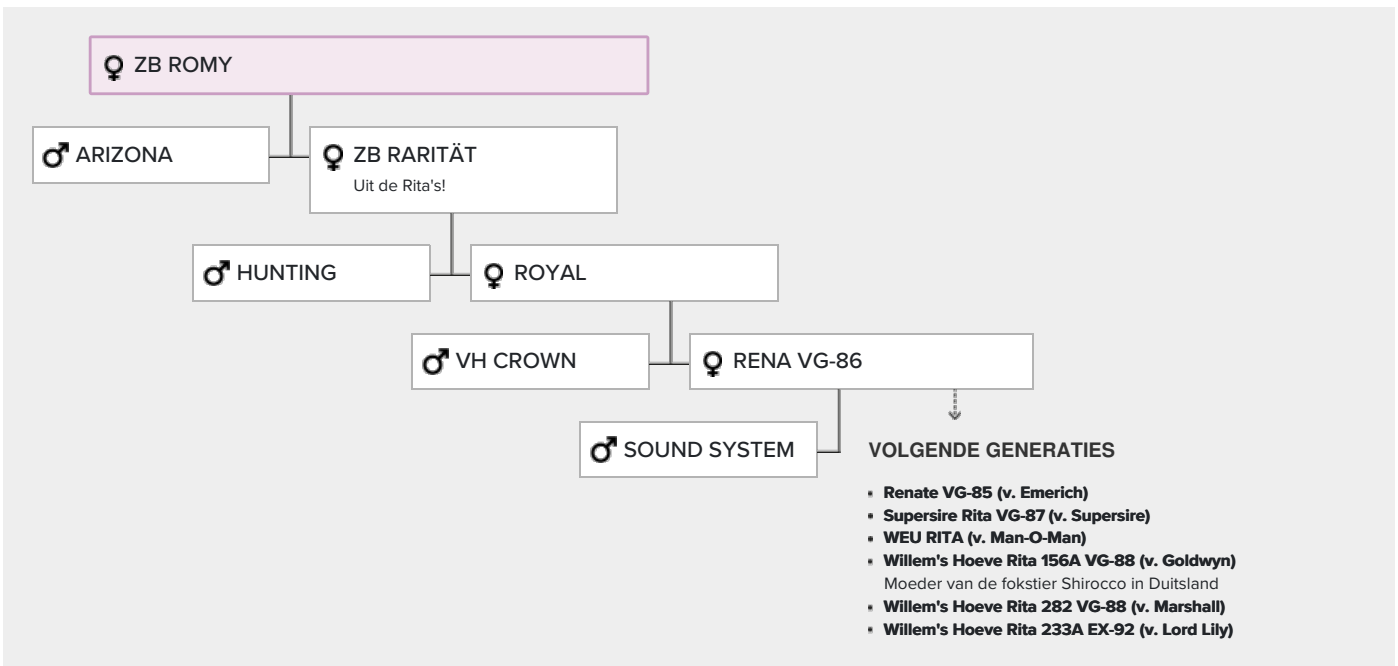 ZB ROMY
ARIZONA
ZB RARITÄT
Uit de Rita's!
HUNTING
ROYAL
VH CROWN
RENA VG-86
SOUND SYSTEM
VOLGENDE GENERATIES
Renate VG-85 (v. Emerich)
Supersire Rita VG-87 (v. Supersire)
WEU RITA (v. Man-O-Man)
Willem's Hoeve Rita 156A VG-88 (v. Goldwyn)
Moeder van de fokstier Shirocco in Duitsland
Willem's Hoeve Rita 282 VG-88 (v. Marshall)
Willem's Hoeve Rita 233A EX-92 (v. Lord Lily)